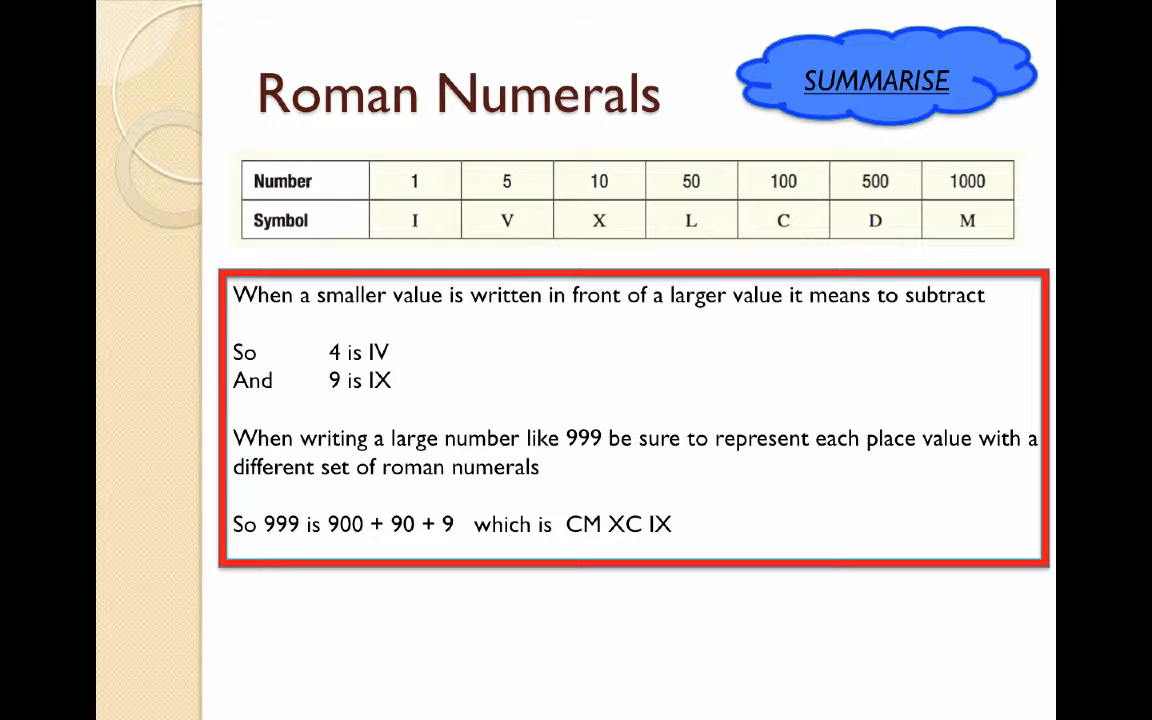 Roman Numerals
SUMMARISE
Number 1 5 10 50 100 500 1000
Symbol I V X L C D M
When a smaller value is written in front of a larger value it means to subtract
So 4 is IV
And 9 is IX
When writing a large number like 999 be sure to represent each place value with a
different set of roman numerals
So 999 is 900 + 90 + 9 which is CM XC IX